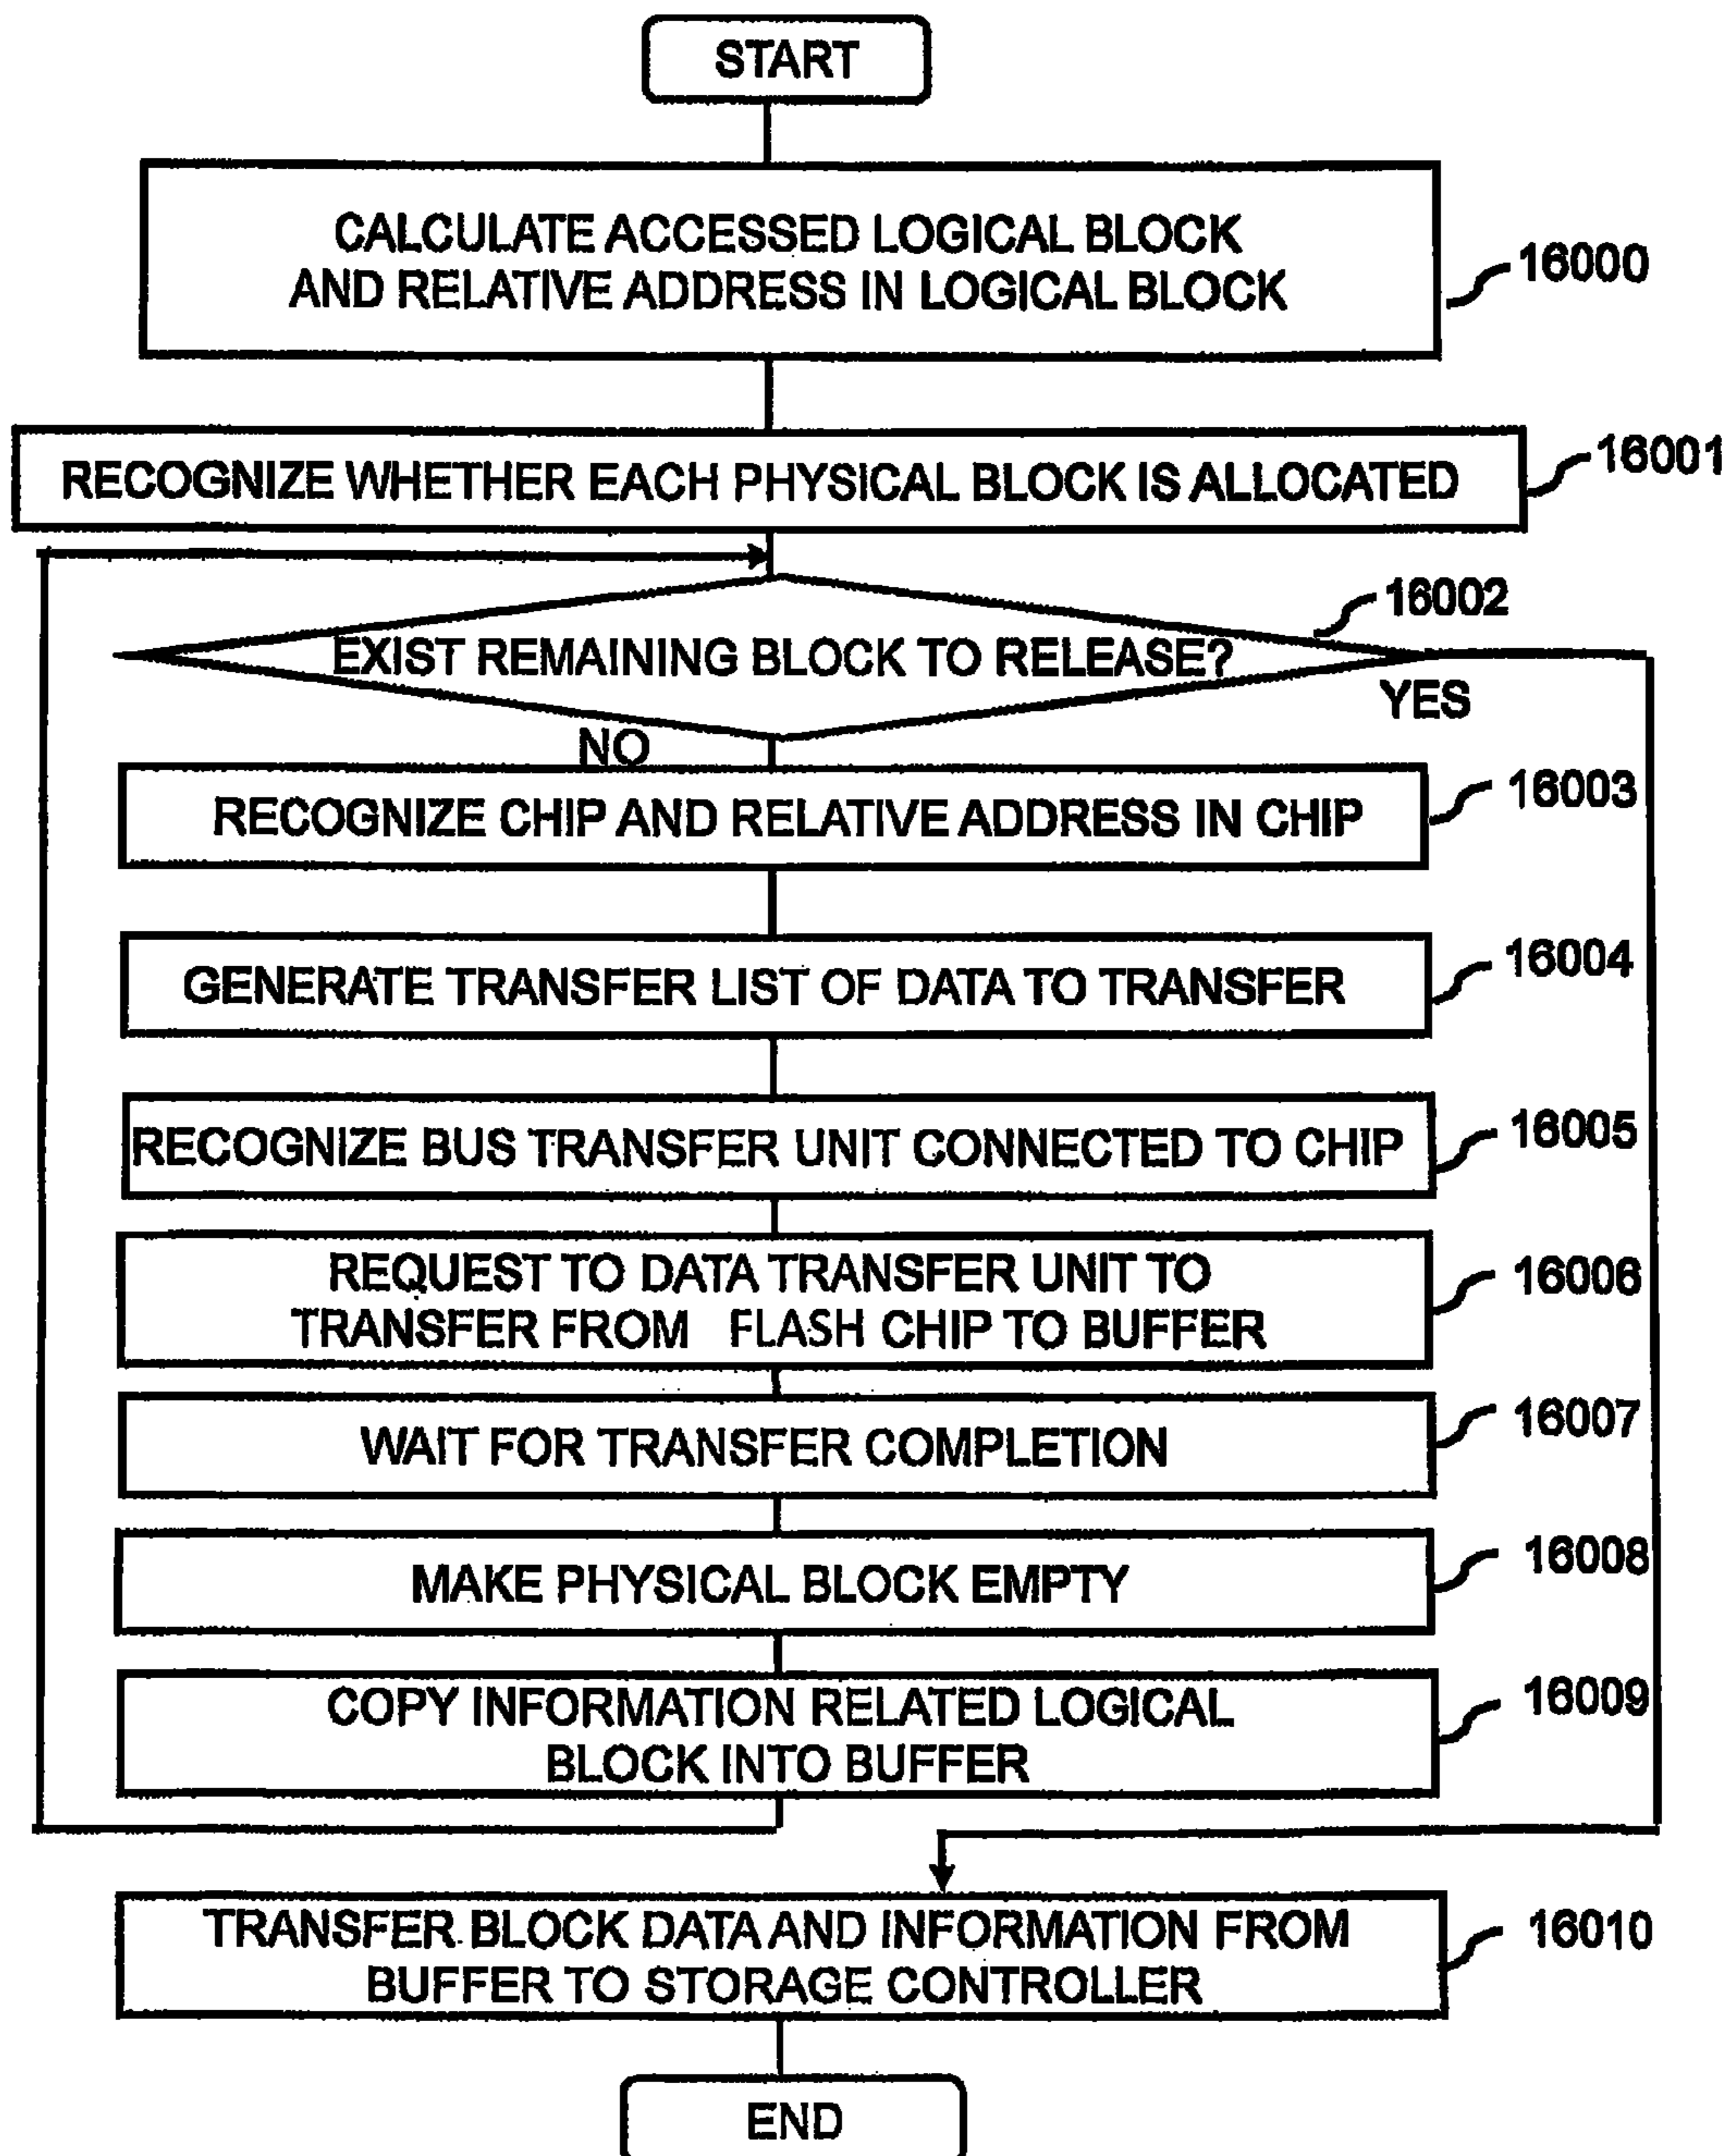 START
CALCULATE ACCESSED LOGICAL BLOCK
AND RELATIVE ADDRESS IN LOGICAL BLOCK
16000
RECOGNIZE WHETHER EACH PHYSICAL BLOCK IS ALLOCATED
16001
16002
EXIST REMAINING BLOCK TO RELEASE?
YES
NO
RECOGNIZE CHIP AND RELATIVE ADDRESS IN CHIP
16003
GENERATE TRANSFER LIST OF DATA TO TRANSFER
16004
RECOGNIZE BUS TRANSFER UNIT CONNECTED TO CHIP
16005
REQUEST TO DATA TRANSFER UNIT TO
TRANSFER FROM FLASH CHIP TO BUFFER
16006
WAIT FOR TRANSFER COMPLETION
16007
MAKE PHYSICAL BLOCK EMPTY
16008
COPY INFORMATION RELATED LOGICAL
BLOCK INTO BUFFER
16009
TRANSFER BLOCK DATA AND INFORMATION FROM
BUFFER TO STORAGE CONTROLLER
16010
END